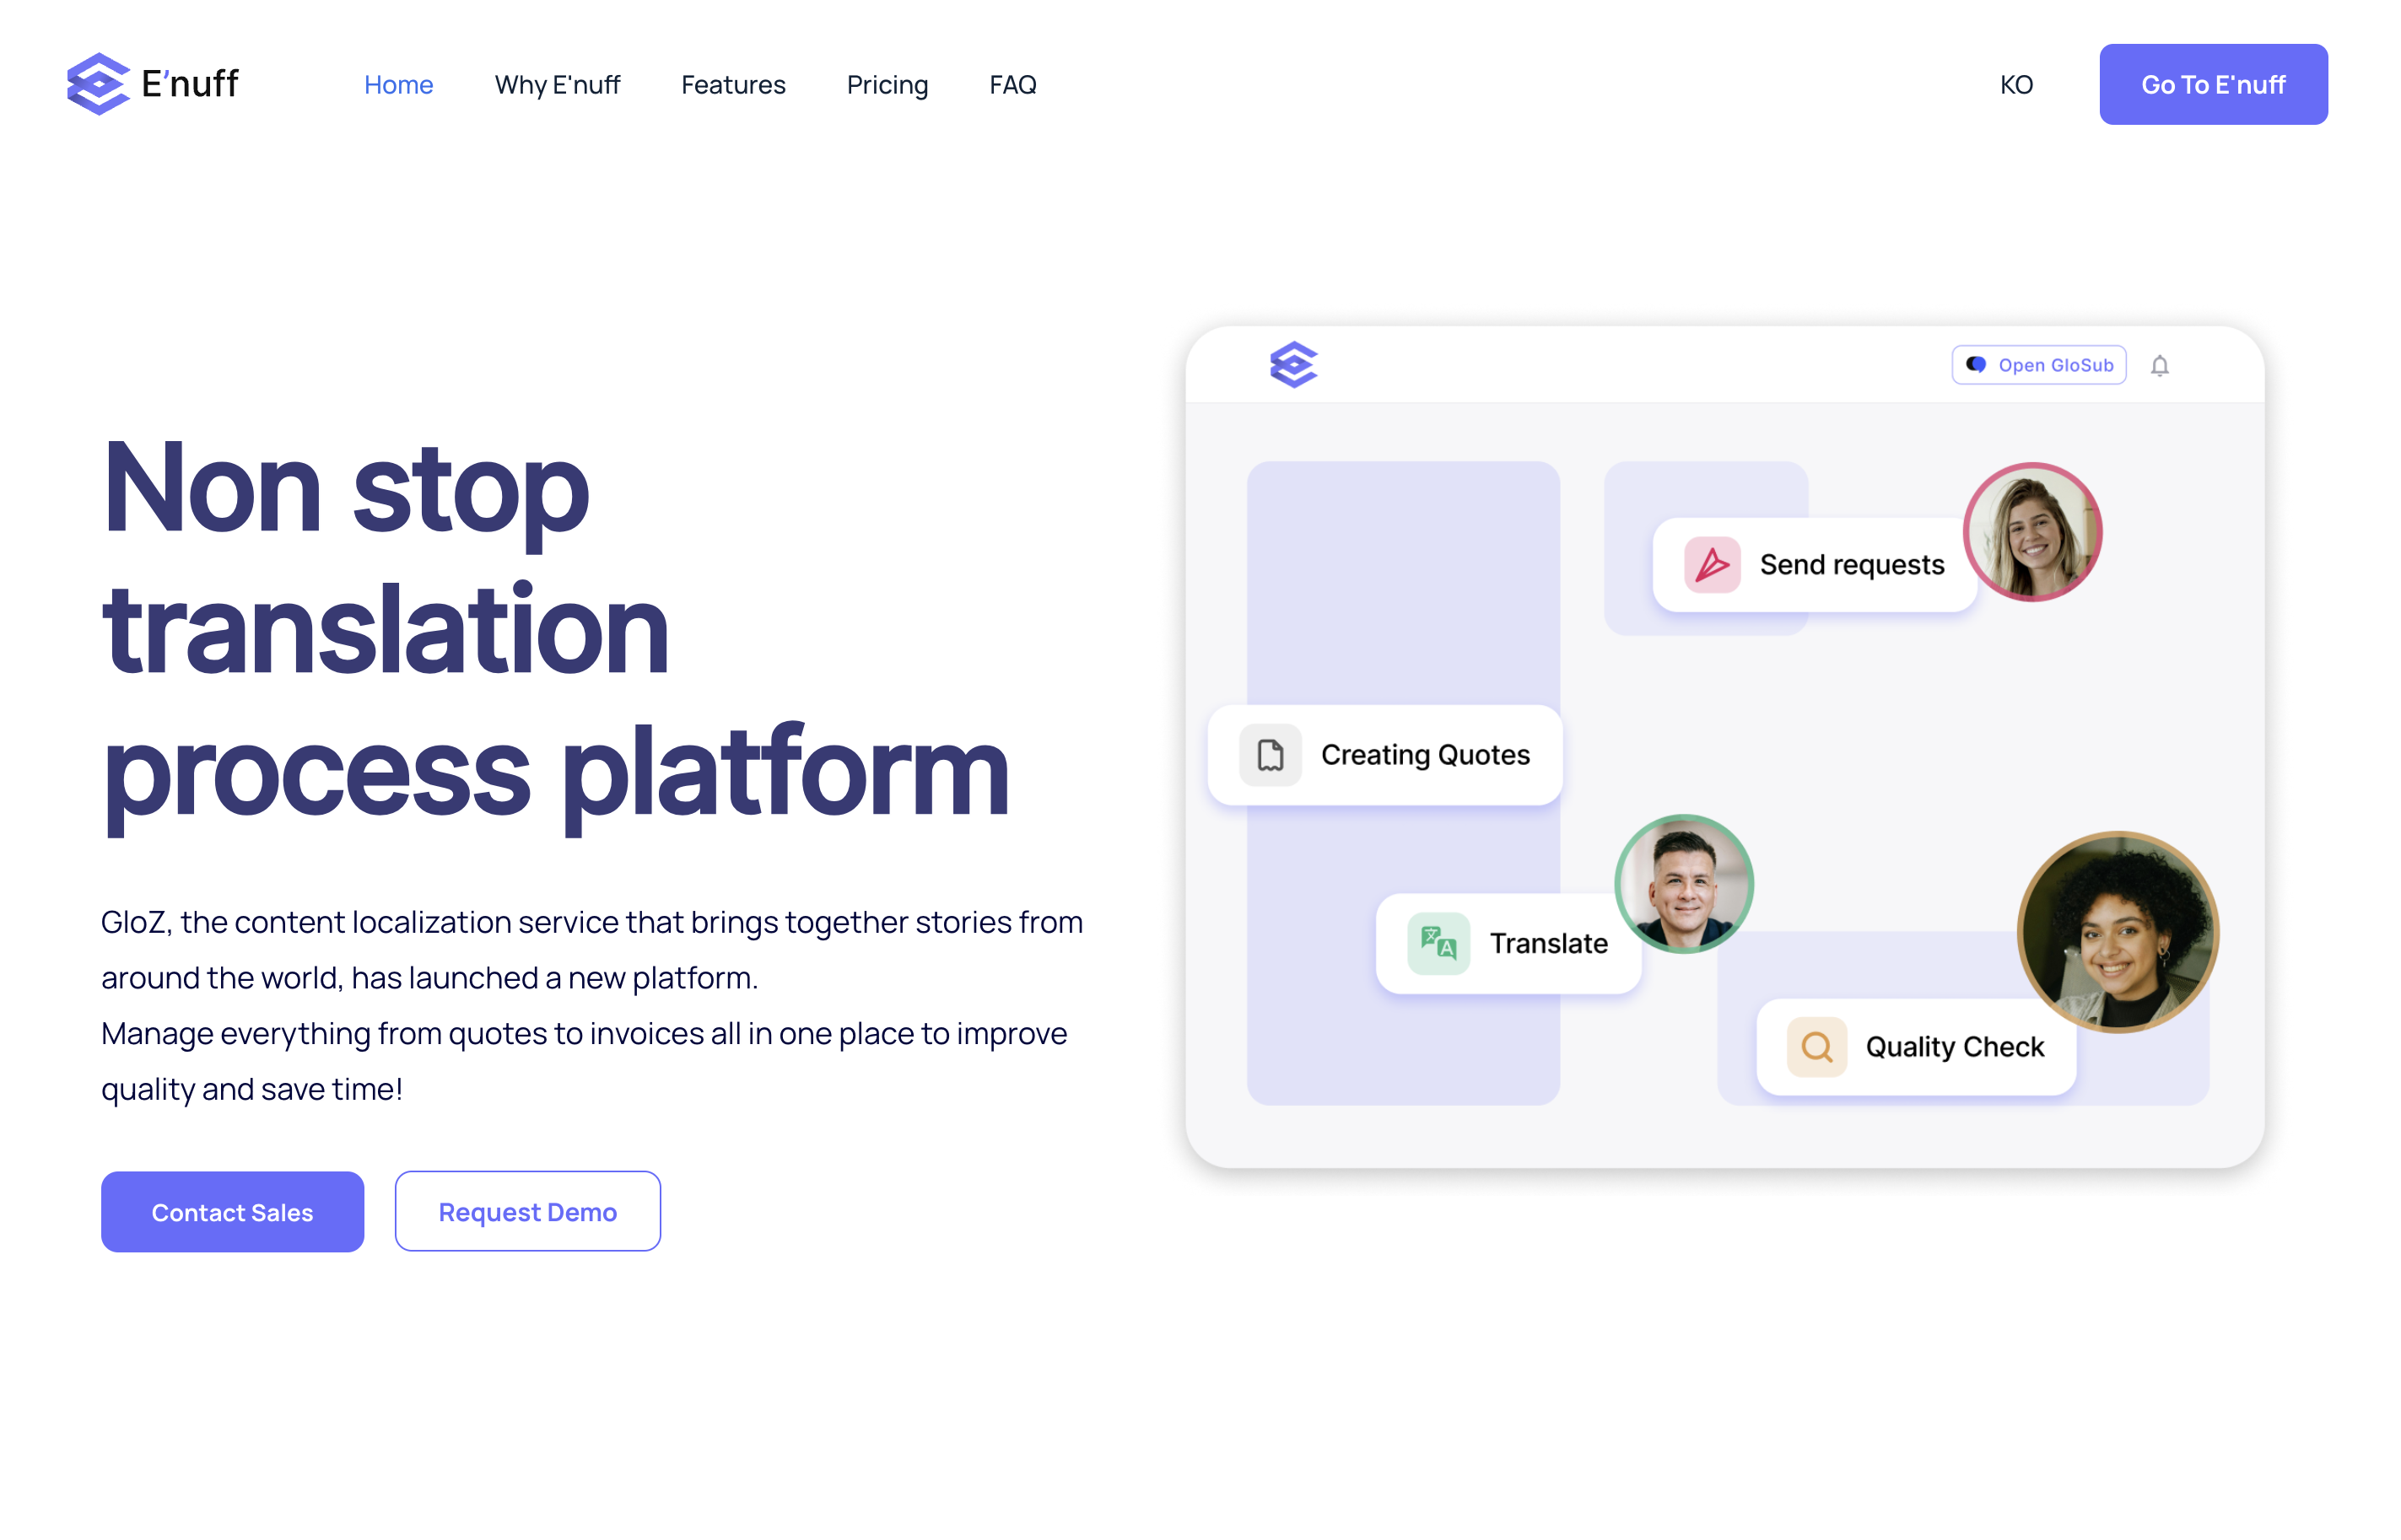 E'nuff
Home
Why E'nuff
Features
Pricing
FAQ
KO
Go To E'nuff
Non stop
translation
process platform
GloZ, the content localization service that brings together stories from
around the world, has launched a new platform.
Manage everything from quotes to invoices all in one place to improve
quality and save time!
Contact Sales
Request Demo
Open GloSub
Send requests
Creating Quotes
文A
Translate
Quality Check